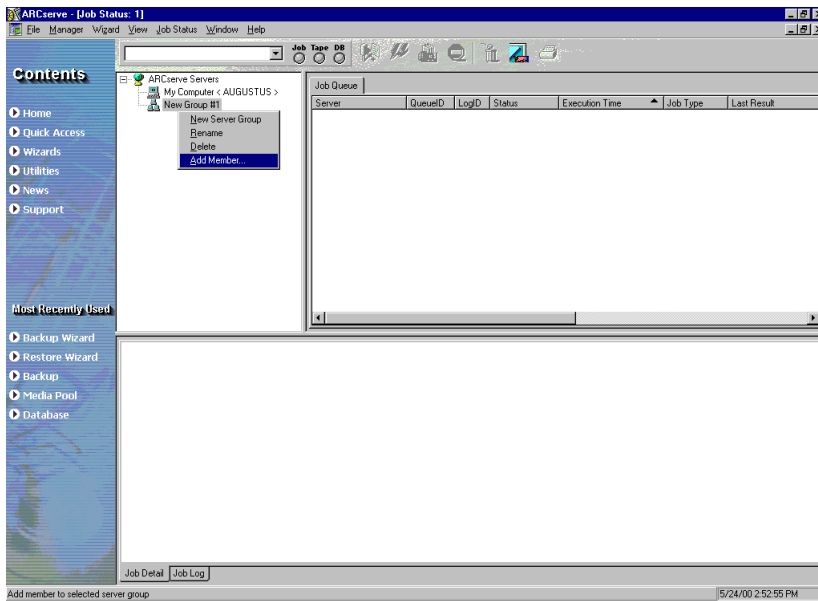 ARCserve - [Job Status: 1]
File Manager Wizard View Job Status Window Help
Job Tape DB
Contents
Home
Quick Access
Wizards
Utilities
News
Support
Most Recently Used
Backup Wizard
Restore Wizard
Backup
Media Pool
Database
ARCserve Servers
My Computer < AUGUSTUS >
New Group #1
New Server Group
Rename
Delete
Add Member...
Job Queue
Server QueueID LogID Status Execution Time Job Type Last Result
Job Detail Job Log
Add member to selected server group 5/24/00 2:52:55 PM